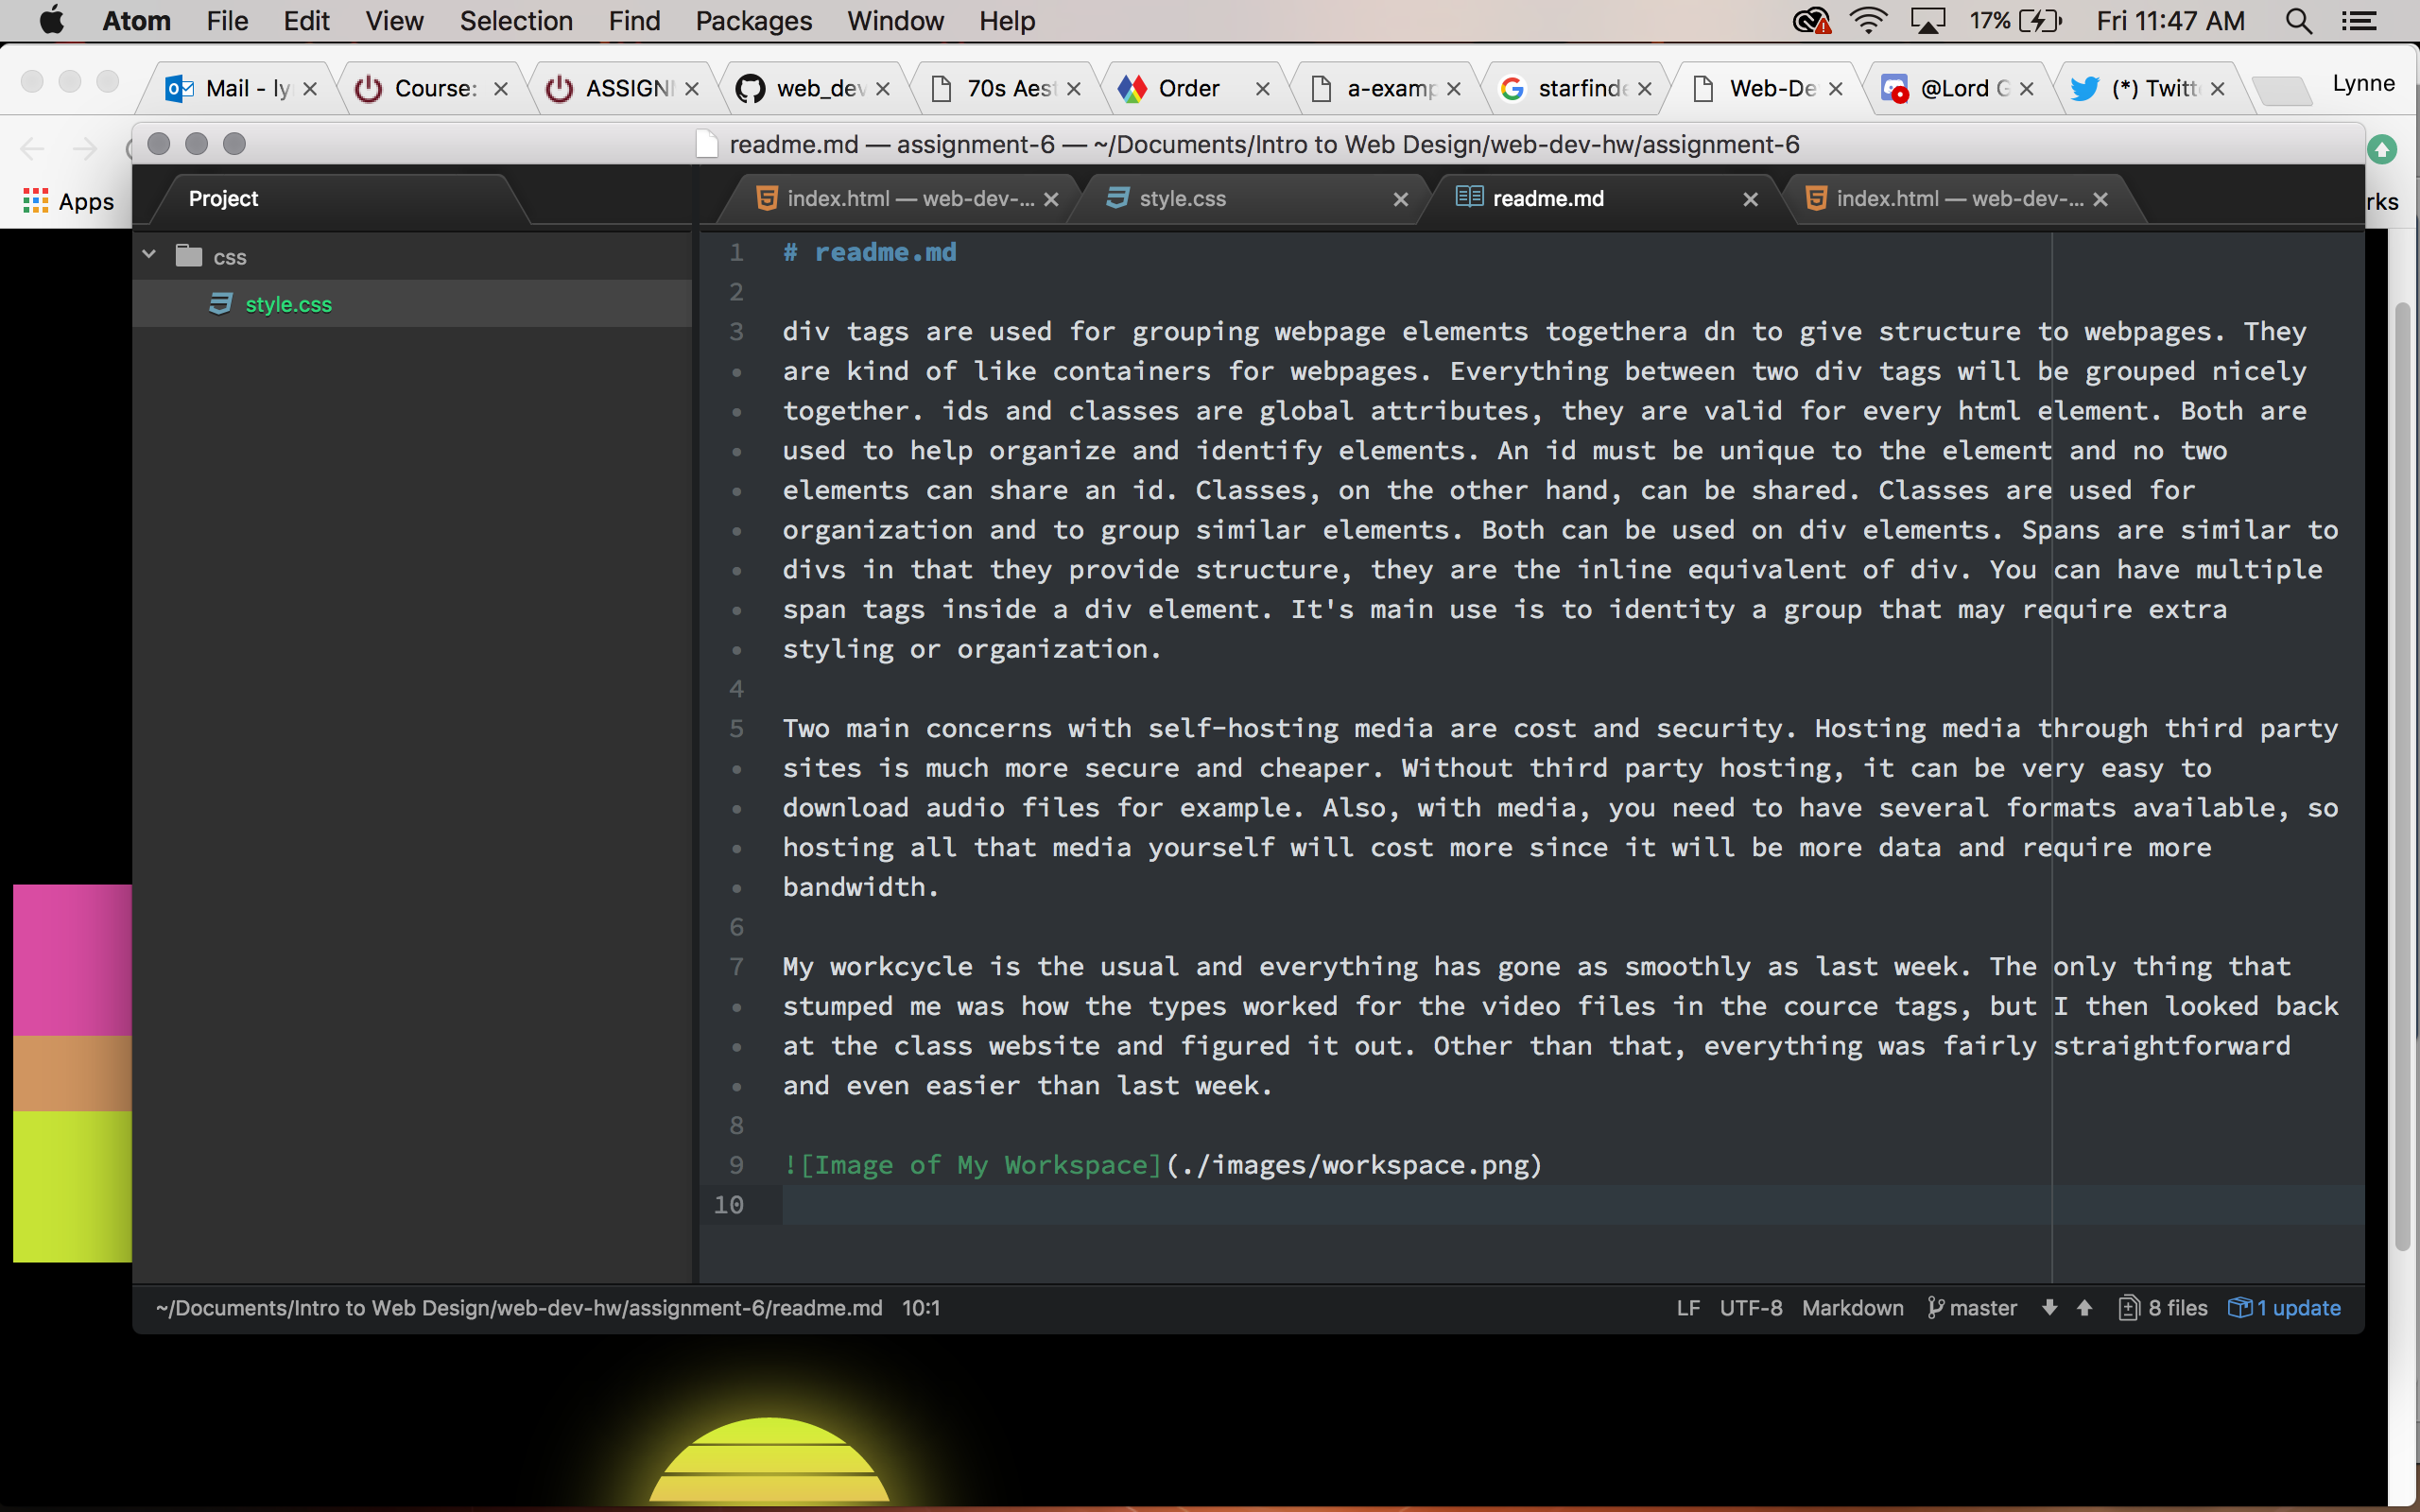 Atom File Edit View Selection Find Packages Window Help 17% Fri 11:47 AM
Mail - ly Course: ASSIGN web_dev 70s Aest Order a-examp starfinde Web-De @Lord G (*) Twitt Lynne
readme.md — assignment-6 — ~/Documents/Intro to Web Design/web-dev-hw/assignment-6
Apps rks
Project index.html — web-dev-... style.css readme.md index.html — web-dev-...
css
style.css
1 # readme.md
2
3 div tags are used for grouping webpage elements togethera dn to give structure to webpages. They
are kind of like containers for webpages. Everything between two div tags will be grouped nicely
together. ids and classes are global attributes, they are valid for every html element. Both are
used to help organize and identify elements. An id must be unique to the element and no two
elements can share an id. Classes, on the other hand, can be shared. Classes are used for
organization and to group similar elements. Both can be used on div elements. Spans are similar to
divs in that they provide structure, they are the inline equivalent of div. You can have multiple
span tags inside a div element. It's main use is to identity a group that may require extra
styling or organization.
4
5 Two main concerns with self-hosting media are cost and security. Hosting media through third party
sites is much more secure and cheaper. Without third party hosting, it can be very easy to
download audio files for example. Also, with media, you need to have several formats available, so
hosting all that media yourself will cost more since it will be more data and require more
bandwidth.
6
7 My workcycle is the usual and everything has gone as smoothly as last week. The only thing that
stumped me was how the types worked for the video files in the cource tags, but I then looked back
at the class website and figured it out. Other than that, everything was fairly straightforward
and even easier than last week.
8
9 ![Image of My Workspace](./images/workspace.png)
10
~/Documents/Intro to Web Design/web-dev-hw/assignment-6/readme.md 10:1 LF UTF-8 Markdown master 8 files 1 update